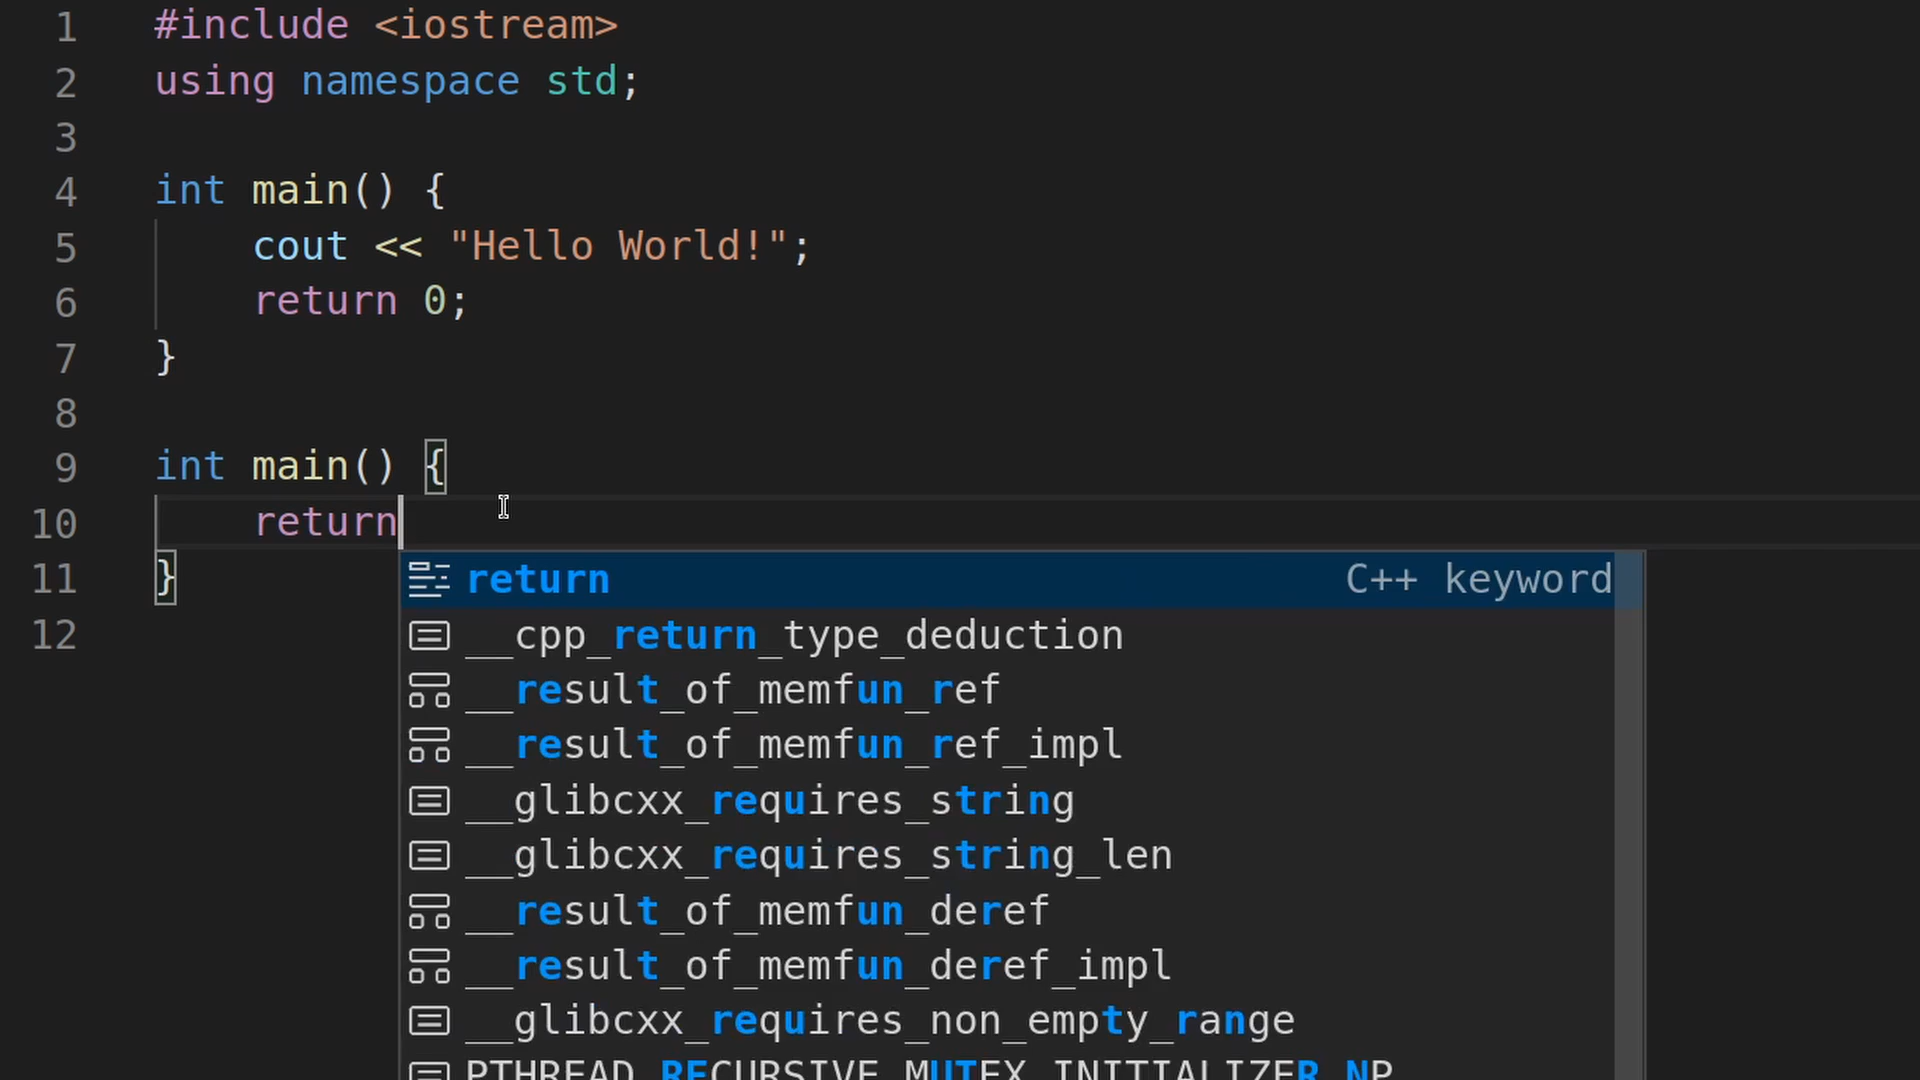 1 #include <iostream>
2 using namespace std;
3
4 int main() {
5     cout << "Hello World!";
6     return 0;
7 }
8
9 int main() {
10     return
return C++ keyword
11 }
__cpp_return_type_deduction
12
__result_of_memfun_ref
__result_of_memfun_ref_impl
__glibcxx_requires_string
__glibcxx_requires_string_len
__result_of_memfun_deref
__result_of_memfun_deref_impl
__glibcxx_requires_non_empty_range
PTHREAD_RECURSIVE_MUTEX_INITIALIZER_NP